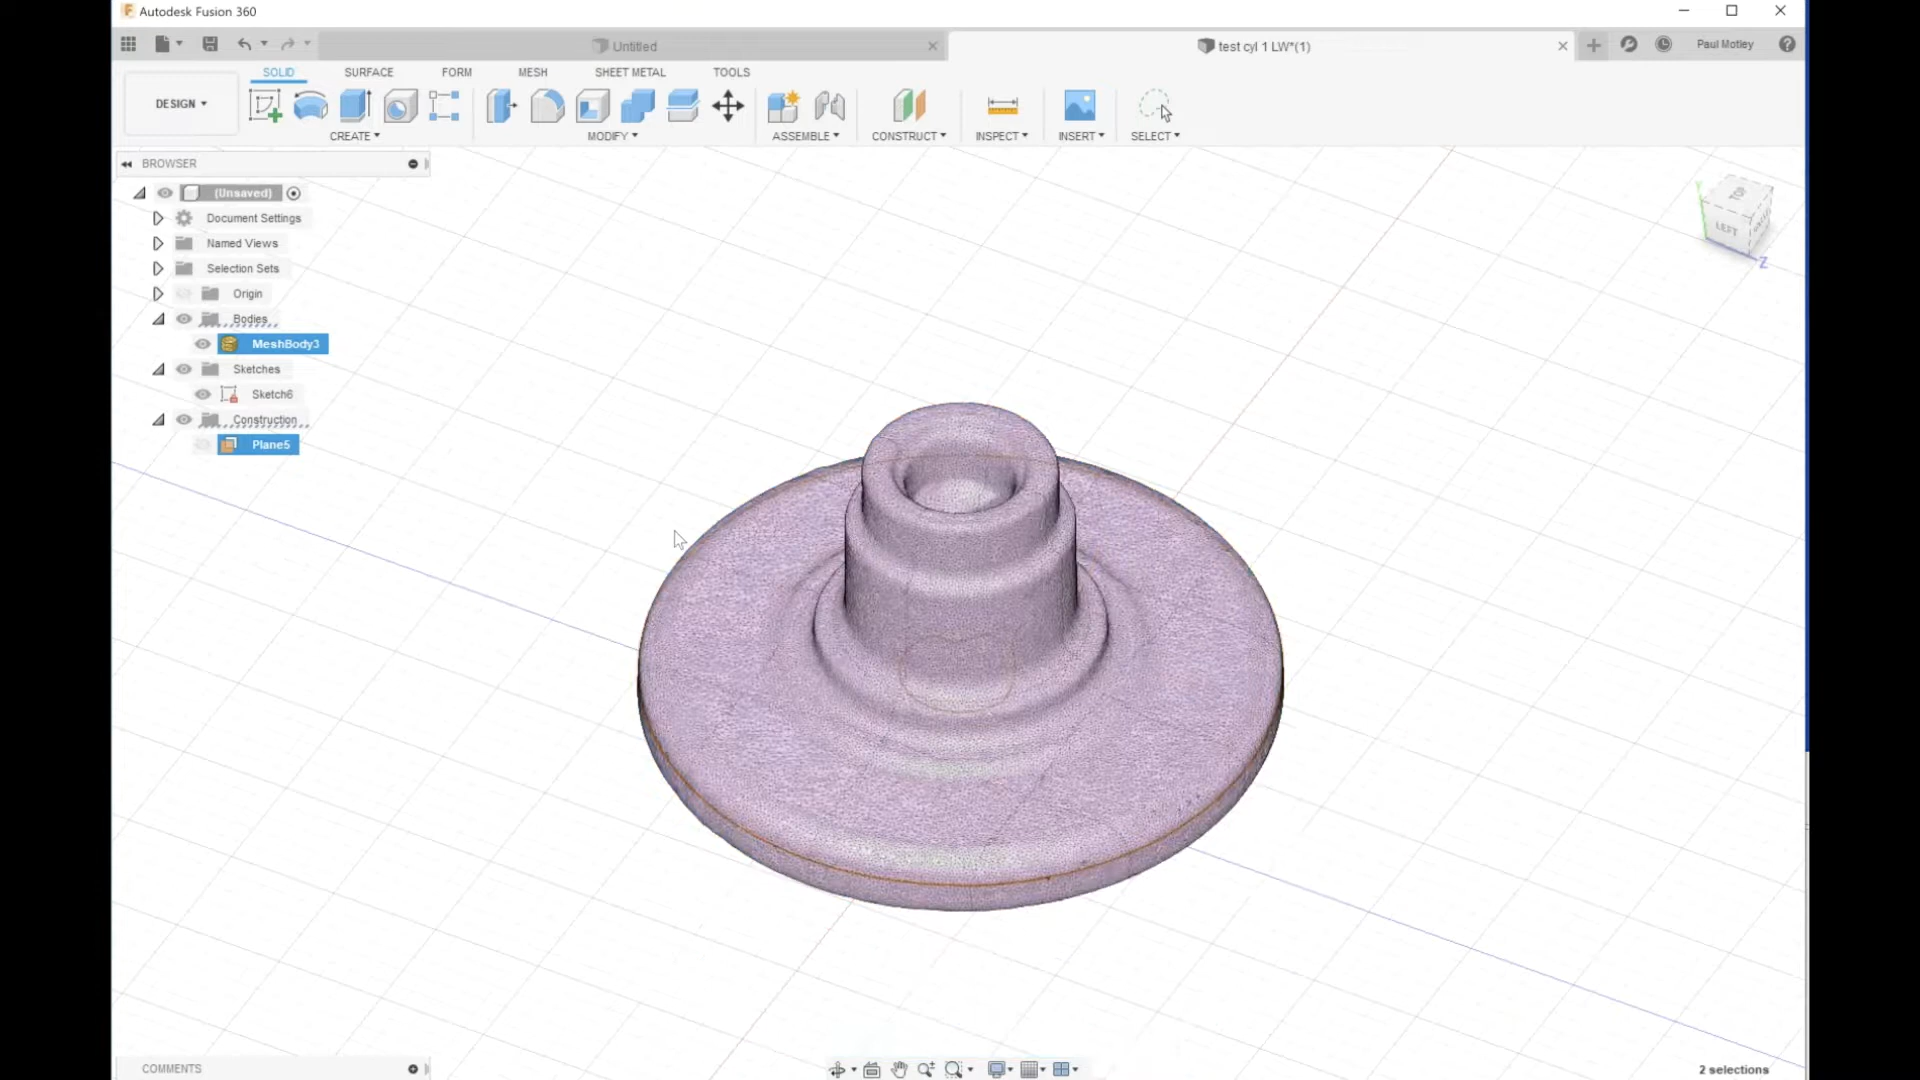 Autodesk Fusion 360
Untitled
test cyl 1 LW*(1)
Paul Motley
SOLID SURFACE FORM MESH SHEET METAL TOOLS
DESIGN
CREATE MODIFY ASSEMBLE CONSTRUCT INSPECT INSERT SELECT
BROWSER
(Unsaved)
Document Settings
Named Views
Selection Sets
Origin
Bodies
MeshBody3
Sketches
Sketch6
Construction
Plane5
LEFT
Z
COMMENTS
2 selections